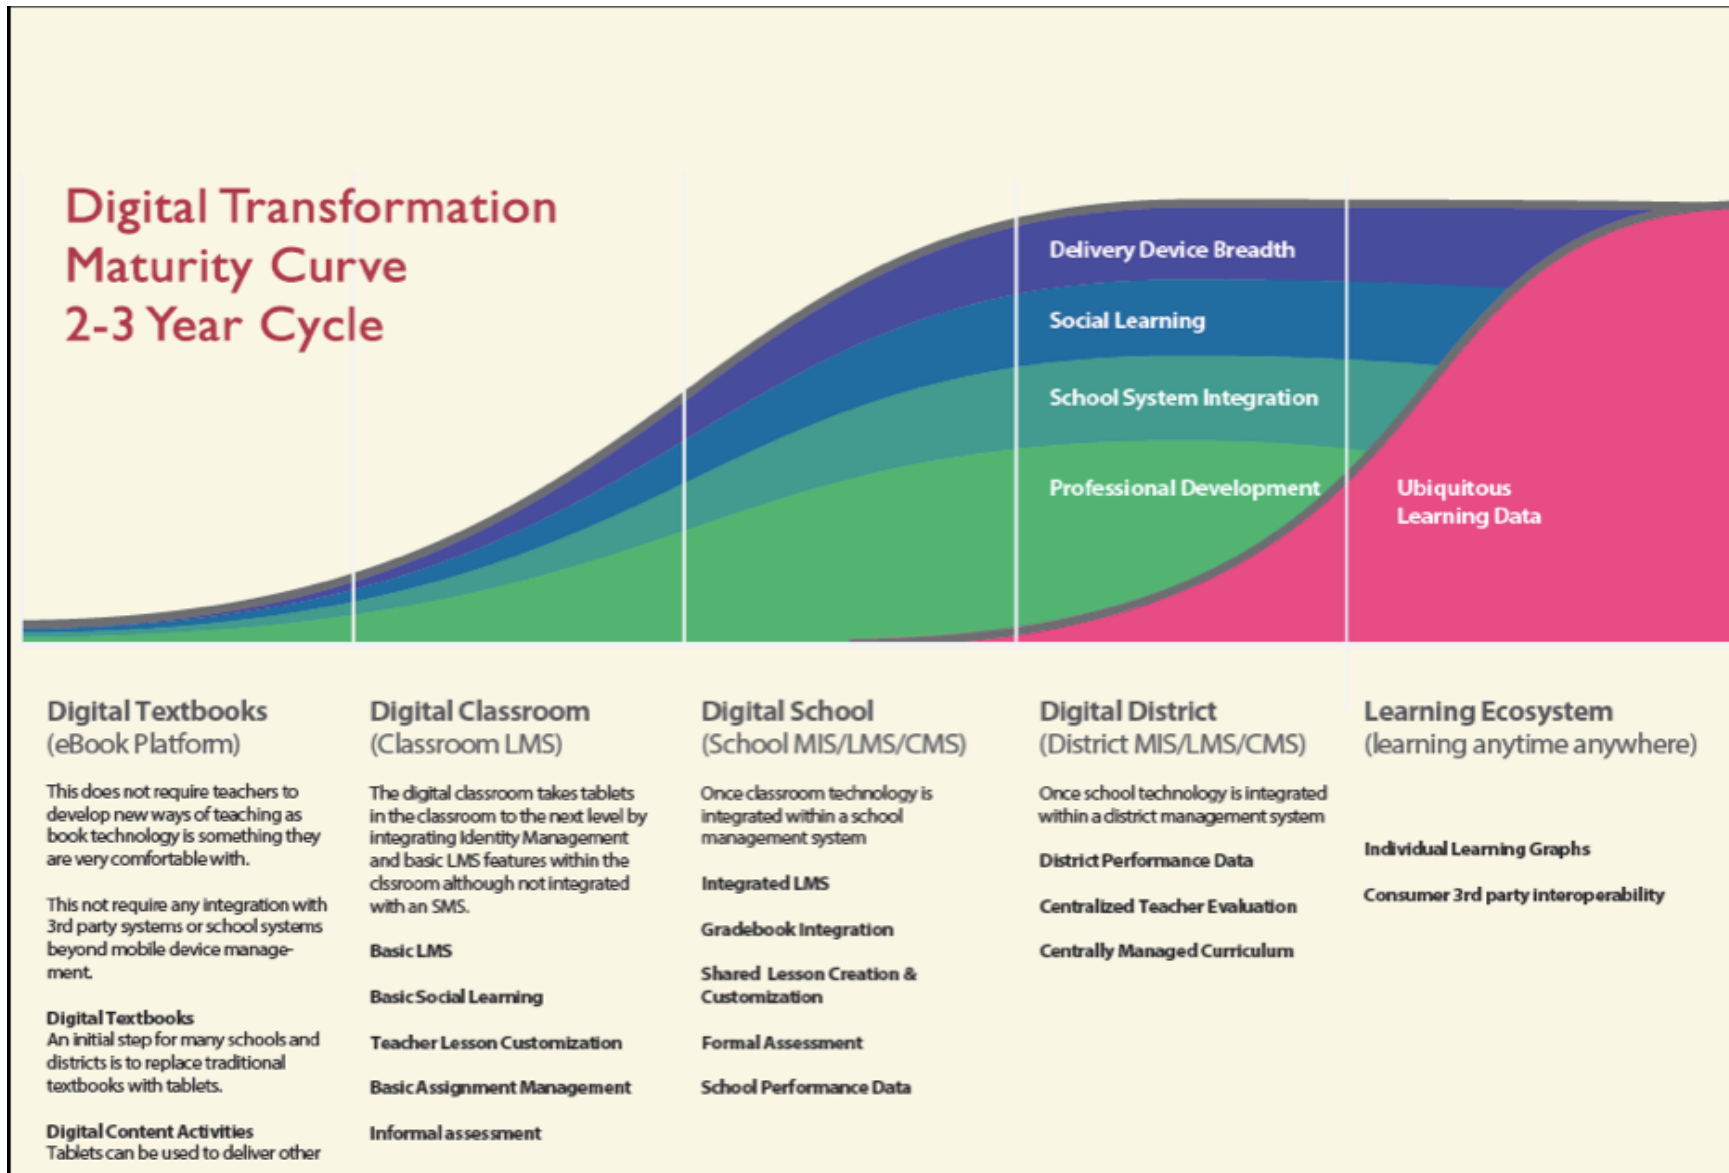 Digital Transformation
Maturity Curve
2-3 Year Cycle
Delivery Device Breadth
Social Learning
School System Integration
Professional Development
Ubiquitous
Learning Data
Digital Textbooks
(eBook Platform)
This does not require teachers to
develop new ways of teaching as
book technology is something they
are very comfortable with.
This not require any integration with
3rd party systems or school systems
beyond mobile device manage-
ment.
Digital Textbooks
An initial step for many schools and
districts is to replace traditional
textbooks with tablets.
Digital Content Activities
Tablets can be used to deliver other
Digital Classroom
(Classroom LMS)
The digital classroom takes tablets
in the classroom to the next level by
integrating Identity Management
and basic LMS features within the
clssroom although not integrated
with an SMS.
Basic LMS
Basic Social Learning
Teacher Lesson Customization
Basic Assignment Management
Informal assessment
Digital School
(School MIS/LMS/CMS)
Once classroom technology is
integrated within a school
management system
Integrated LMS
Gradebook Integration
Shared Lesson Creation &
Customization
Formal Assessment
School Performance Data
Digital District
(District MIS/LMS/CMS)
Once school technology is integrated
within a district management system
District Performance Data
Centralized Teacher Evaluation
Centrally Managed Curriculum
Learning Ecosystem
(learning anytime anywhere)
Individual Learning Graphs
Consumer 3rd party interoperability